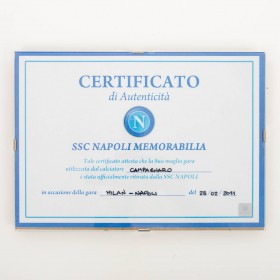 CERTIFICATO
di Autenticità
N
SSC NAPOLI MEMORABILIA
Tale certificato attesta che la Sua maglia gara
utilizzata dal calciatore CAMPAGNARO
è stata ufficialmente ritirata dalla SSC NAPOLI
in occasione della gara MILAN - NAPOLI del 28/02/2011